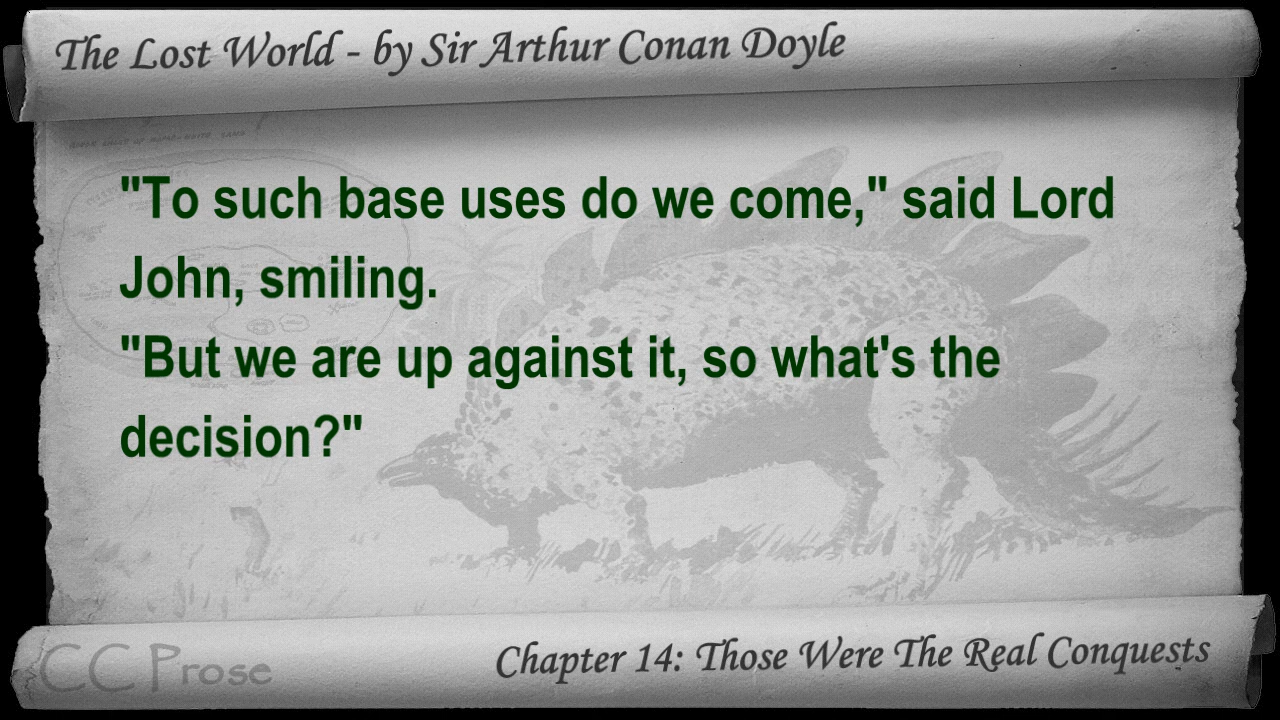 The Lost World - by Sir Arthur Conan Doyle
"To such base uses do we come," said Lord
John, smiling.
"But we are up against it, so what's the
decision?"
CC Prose
Chapter 14: Those Were The Real Conquests